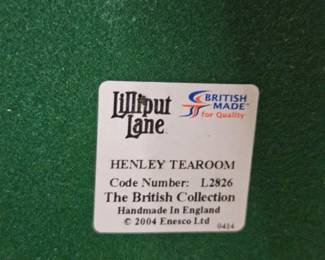 Lilliput
Lane
BRITISH
MADE
for Quality
HENLEY TEAROOM
Code Number: L2826
The British Collection
Handmade In England
© 2004 Enesco Ltd
0414